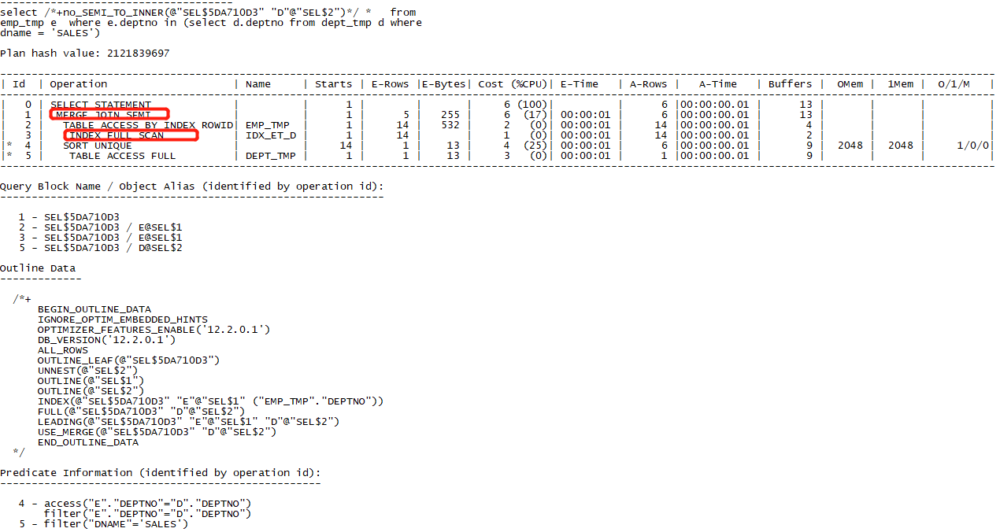 select /*+no_SEMI_TO_INNER(@"SEL$5DA710D3" "D"@"SEL$2")*/ *   from
emp_tmp e  where e.deptno in (select d.deptno from dept_tmp d where
dname = 'SALES')
Plan hash value: 2121839697
| Id  | Operation                    | Name     | Starts | E-Rows |E-Bytes| Cost (%CPU)| E-Time   | A-Rows |   A-Time   | Buffers |  OMem |  1Mem |  O/1/M   |
|   0 | SELECT STATEMENT             |          |      1 |        |       |     6 (100)|          |      6 |00:00:00.01 |      13 |       |       |          |
|   1 |  MERGE JOIN SEMI             |          |      1 |      5 |   255 |     6  (17)| 00:00:01 |      6 |00:00:00.01 |      13 |       |       |          |
|   2 |   TABLE ACCESS BY INDEX ROWID| EMP_TMP  |      1 |     14 |   532 |     2   (0)| 00:00:01 |     14 |00:00:00.01 |       4 |       |       |          |
|   3 |    INDEX FULL SCAN           | IDX_ET_D |      1 |     14 |       |     1   (0)| 00:00:01 |     14 |00:00:00.01 |       2 |       |       |          |
|*  4 |   SORT UNIQUE                |          |     14 |      1 |    13 |     4  (25)| 00:00:01 |      6 |00:00:00.01 |       9 |  2048 |  2048 |     1/0/0|
|*  5 |    TABLE ACCESS FULL         | DEPT_TMP |      1 |      1 |    13 |     3   (0)| 00:00:01 |      1 |00:00:00.01 |       9 |       |       |          |
Query Block Name / Object Alias (identified by operation id):
1 - SEL$5DA710D3
2 - SEL$5DA710D3 / E@SEL$1
3 - SEL$5DA710D3 / E@SEL$1
5 - SEL$5DA710D3 / D@SEL$2
Outline Data
/*+
BEGIN_OUTLINE_DATA
IGNORE_OPTIM_EMBEDDED_HINTS
OPTIMIZER_FEATURES_ENABLE('12.2.0.1')
DB_VERSION('12.2.0.1')
ALL_ROWS
OUTLINE_LEAF(@"SEL$5DA710D3")
UNNEST(@"SEL$2")
OUTLINE(@"SEL$1")
OUTLINE(@"SEL$2")
INDEX(@"SEL$5DA710D3" "E"@"SEL$1" ("EMP_TMP"."DEPTNO"))
FULL(@"SEL$5DA710D3" "D"@"SEL$2")
LEADING(@"SEL$5DA710D3" "E"@"SEL$1" "D"@"SEL$2")
USE_MERGE(@"SEL$5DA710D3" "D"@"SEL$2")
END_OUTLINE_DATA
*/
Predicate Information (identified by operation id):
4 - access("E"."DEPTNO"="D"."DEPTNO")
filter("E"."DEPTNO"="D"."DEPTNO")
5 - filter("DNAME"='SALES')